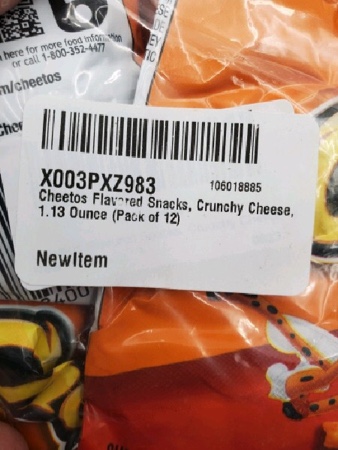 here for more food information
or call 1-800-352-4477
m/cheetos
Chee
X003PXZ983
106018885
Cheetos Flavored Snacks, Crunchy Cheese,
1.13 Ounce (Pack of 12)
NewItem